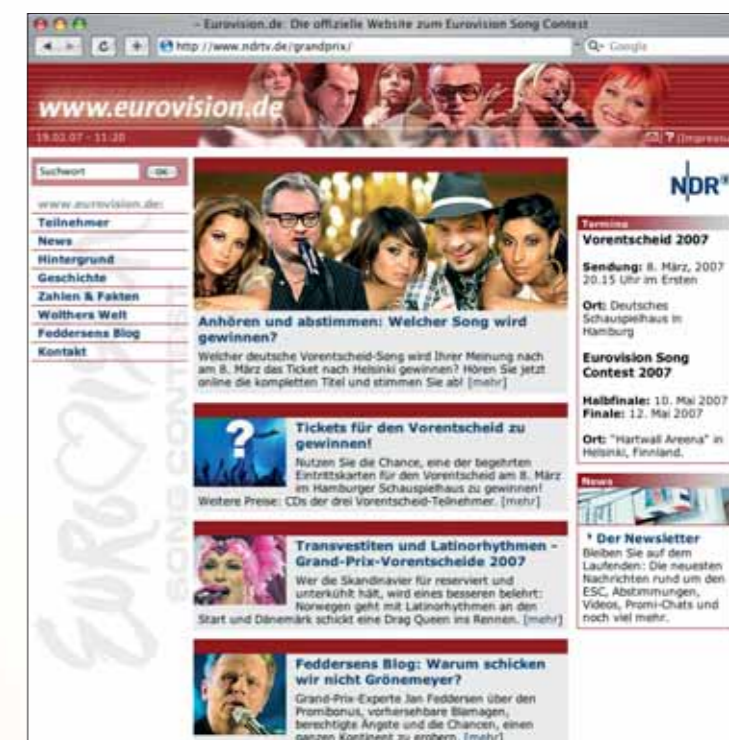 - Eurovision.de: Die offizielle Website zum Eurovision Song Contest
http://www.ndrtv.de/grandprix/
Google
www.eurovision.de
19.02.07 - 11:20
Suchwort
OK
www.eurovision.de:
Teilnehmer
News
Hintergrund
Geschichte
Zahlen & Fakten
Wolthers Welt
Feddersens Blog
Kontakt
EUROVISION
SONG CONTEST
Anhören und abstimmen: Welcher Song wird
gewinnen?
Welcher deutsche Vorentscheid-Song wird Ihrer Meinung nach
am 8. März das Ticket nach Helsinki gewinnen? Hören Sie jetzt
online die kompletten Titel und stimmen Sie ab! [mehr]
?
Tickets für den Vorentscheid zu
gewinnen!
Nutzen Sie die Chance, eine der begehrten
Eintrittskarten für den Vorentscheid am 8. März
im Hamburger Schauspielhaus zu gewinnen!
Weitere Preise: CDs der drei Vorentscheid-Teilnehmer. [mehr]
Transvestiten und Latinorhythmen -
Grand-Prix-Vorentscheide 2007
Wer die Skandinavier für reserviert und
unterkühlt hält, wird eines besseren belehrt:
Norwegen geht mit Latinorhythmen an den
Start und Dänemark schickt eine Drag Queen ins Rennen. [mehr]
Feddersens Blog: Warum schicken
wir nicht Grönemeyer?
Grand-Prix-Experte Jan Feddersen über den
Promibonus, vorhersehbare Blamagen,
berechtigte Ängste und die Chancen, einen
ganzen Kontinent zu erobern. [mehr]
NDR
Termine
Vorentscheid 2007
Sendung: 8. März, 2007
20.15 Uhr im Ersten
Ort: Deutsches
Schauspielhaus in
Hamburg
Eurovision Song
Contest 2007
Halbfinale: 10. Mai 2007
Finale: 12. Mai 2007
Ort: "Hartwall Areena" in
Helsinki, Finnland.
News
Der Newsletter
Bleiben Sie auf dem
Laufenden: Die neuesten
Nachrichten rund um den
ESC, Abstimmungen,
Videos, Promi-Chats und
noch viel mehr.